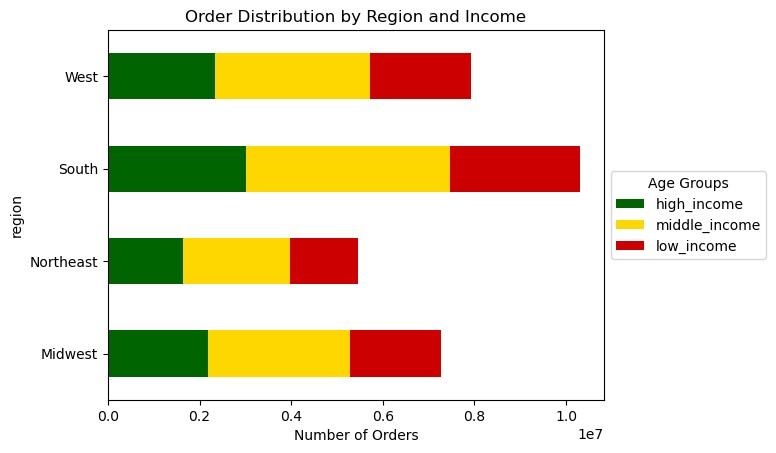 Order Distribution by Region and Income
West
South
Northeast
Midwest
region
0.0 0.2 0.4 0.6 0.8 1.0
1e7
Number of Orders
Age Groups
high_income
middle_income
low_income